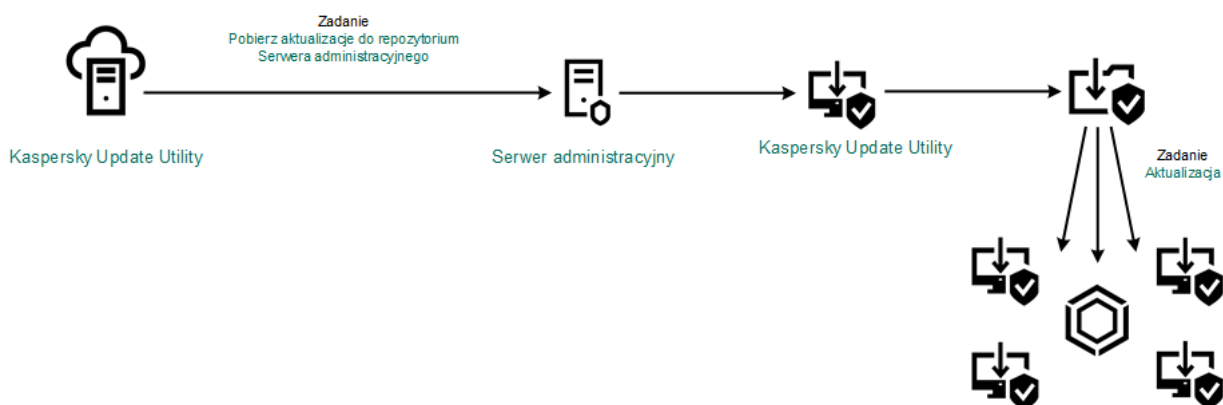 Zadanie
Pobierz aktualizacje do repozytorium
Serwera administracyjnego
Kaspersky Update Utility
Serwer administracyjny
Kaspersky Update Utility
Zadanie
Aktualizacja